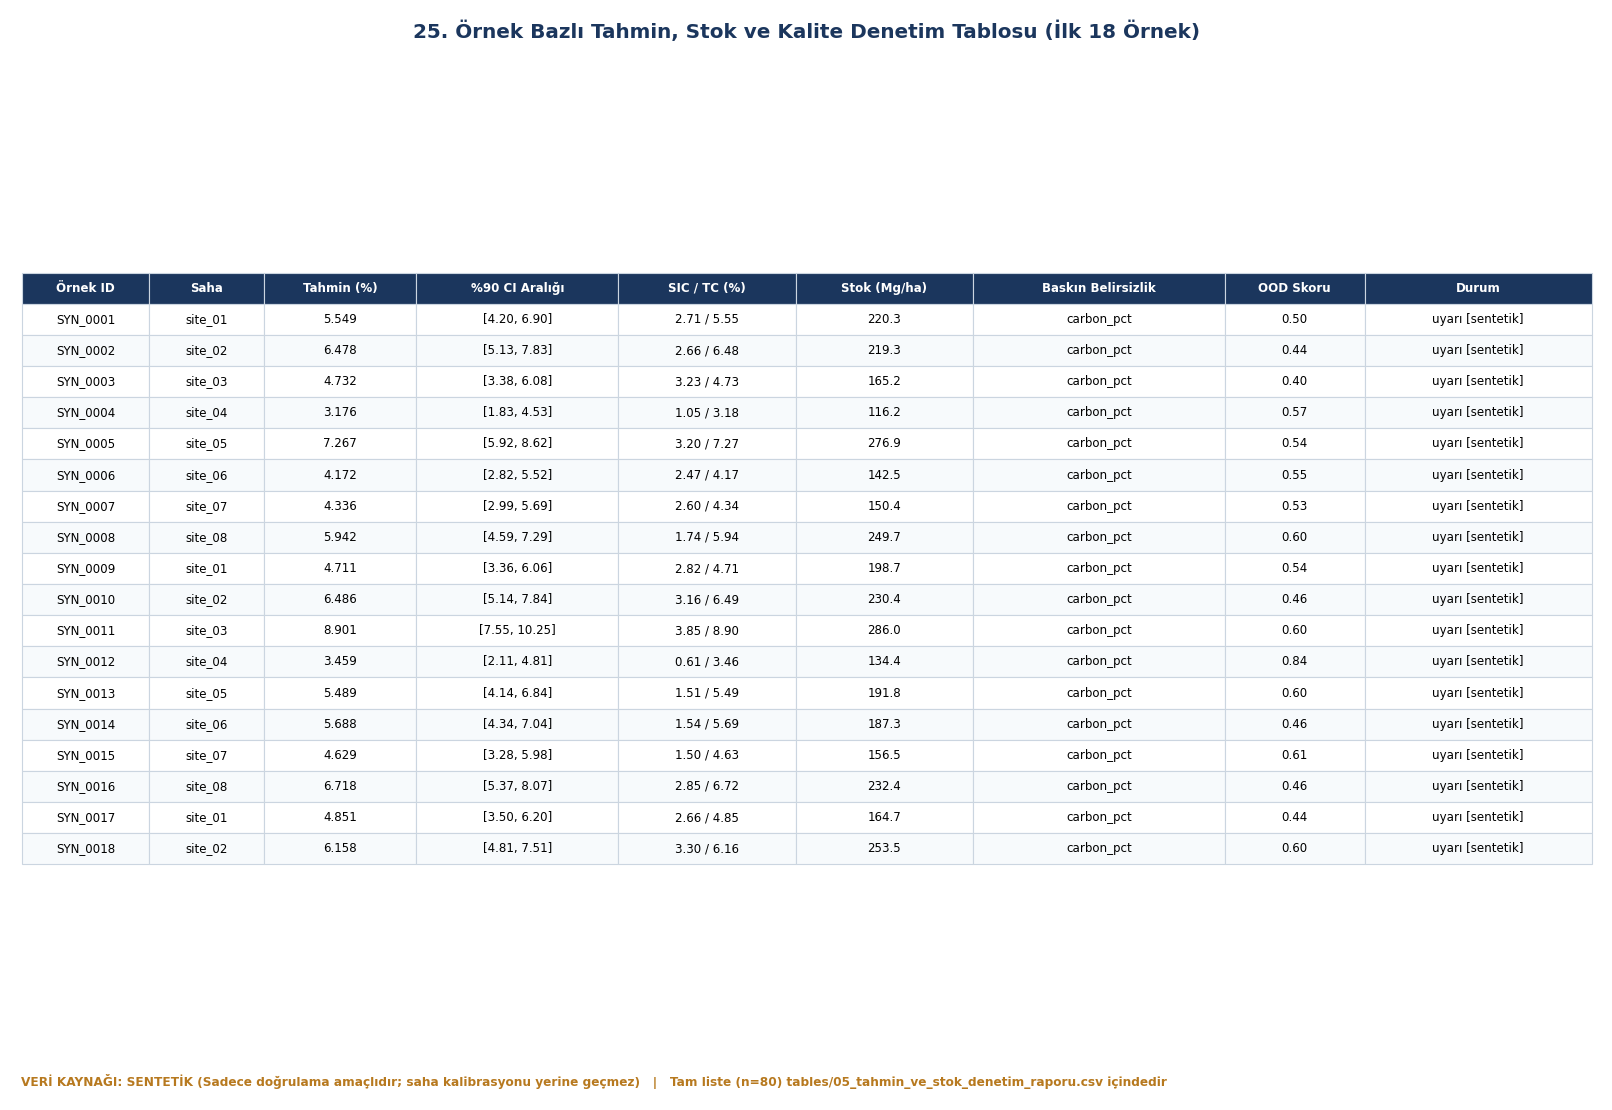 25. Örnek Bazlı Tahmin, Stok ve Kalite Denetim Tablosu (İlk 18 Örnek)
Örnek ID Saha Tahmin (%) %90 CI Aralığı SIC / TC (%) Stok (Mg/ha) Baskın Belirsizlik OOD Skoru Durum
SYN_0001 site_01 5.549 [4.20, 6.90] 2.71 / 5.55 220.3 carbon_pct 0.50 uyarı [sentetik]
SYN_0002 site_02 6.478 [5.13, 7.83] 2.66 / 6.48 219.3 carbon_pct 0.44 uyarı [sentetik]
SYN_0003 site_03 4.732 [3.38, 6.08] 3.23 / 4.73 165.2 carbon_pct 0.40 uyarı [sentetik]
SYN_0004 site_04 3.176 [1.83, 4.53] 1.05 / 3.18 116.2 carbon_pct 0.57 uyarı [sentetik]
SYN_0005 site_05 7.267 [5.92, 8.62] 3.20 / 7.27 276.9 carbon_pct 0.54 uyarı [sentetik]
SYN_0006 site_06 4.172 [2.82, 5.52] 2.47 / 4.17 142.5 carbon_pct 0.55 uyarı [sentetik]
SYN_0007 site_07 4.336 [2.99, 5.69] 2.60 / 4.34 150.4 carbon_pct 0.53 uyarı [sentetik]
SYN_0008 site_08 5.942 [4.59, 7.29] 1.74 / 5.94 249.7 carbon_pct 0.60 uyarı [sentetik]
SYN_0009 site_01 4.711 [3.36, 6.06] 2.82 / 4.71 198.7 carbon_pct 0.54 uyarı [sentetik]
SYN_0010 site_02 6.486 [5.14, 7.84] 3.16 / 6.49 230.4 carbon_pct 0.46 uyarı [sentetik]
SYN_0011 site_03 8.901 [7.55, 10.25] 3.85 / 8.90 286.0 carbon_pct 0.60 uyarı [sentetik]
SYN_0012 site_04 3.459 [2.11, 4.81] 0.61 / 3.46 134.4 carbon_pct 0.84 uyarı [sentetik]
SYN_0013 site_05 5.489 [4.14, 6.84] 1.51 / 5.49 191.8 carbon_pct 0.60 uyarı [sentetik]
SYN_0014 site_06 5.688 [4.34, 7.04] 1.54 / 5.69 187.3 carbon_pct 0.46 uyarı [sentetik]
SYN_0015 site_07 4.629 [3.28, 5.98] 1.50 / 4.63 156.5 carbon_pct 0.61 uyarı [sentetik]
SYN_0016 site_08 6.718 [5.37, 8.07] 2.85 / 6.72 232.4 carbon_pct 0.46 uyarı [sentetik]
SYN_0017 site_01 4.851 [3.50, 6.20] 2.66 / 4.85 164.7 carbon_pct 0.44 uyarı [sentetik]
SYN_0018 site_02 6.158 [4.81, 7.51] 3.30 / 6.16 253.5 carbon_pct 0.60 uyarı [sentetik]
VERİ KAYNAĞI: SENTETİK (Sadece doğrulama amaçlıdır; saha kalibrasyonu yerine geçmez) | Tam liste (n=80) tables/05_tahmin_ve_stok_denetim_raporu.csv içindedir